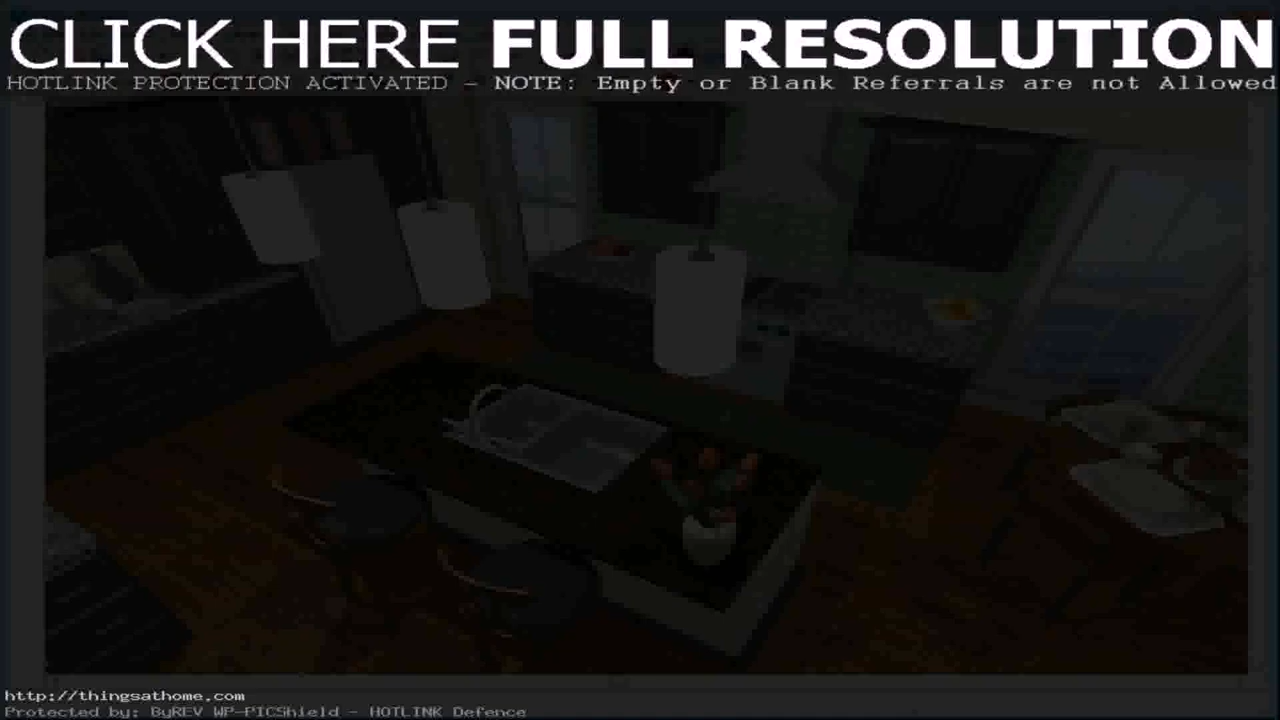 CLICK HERE FULL RESOLUTION
HOTLINK PROTECTION ACTIVATED - NOTE: Empty or Blank Referrals are not Allowed
http://thingsathome.com
Protected by: ByREV WP-PICShield - HOTLINK Defence